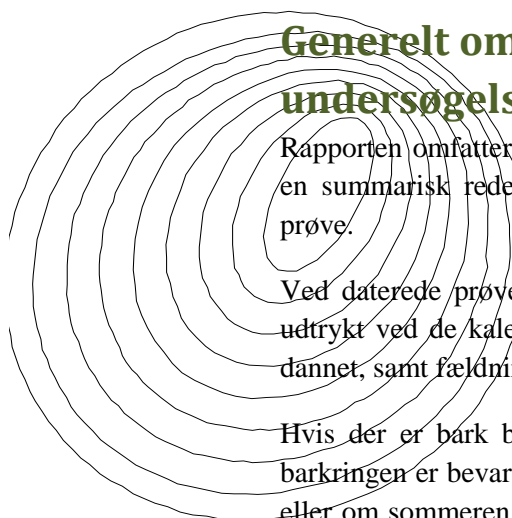 Generelt om
undersøgels
Rapporten omfatter
en summarisk rede
prøve.
Ved daterede prøve
udtrykt ved de kale
dannet, samt fældni
Hvis der er bark b
barkringen er bevar
eller om sommeren